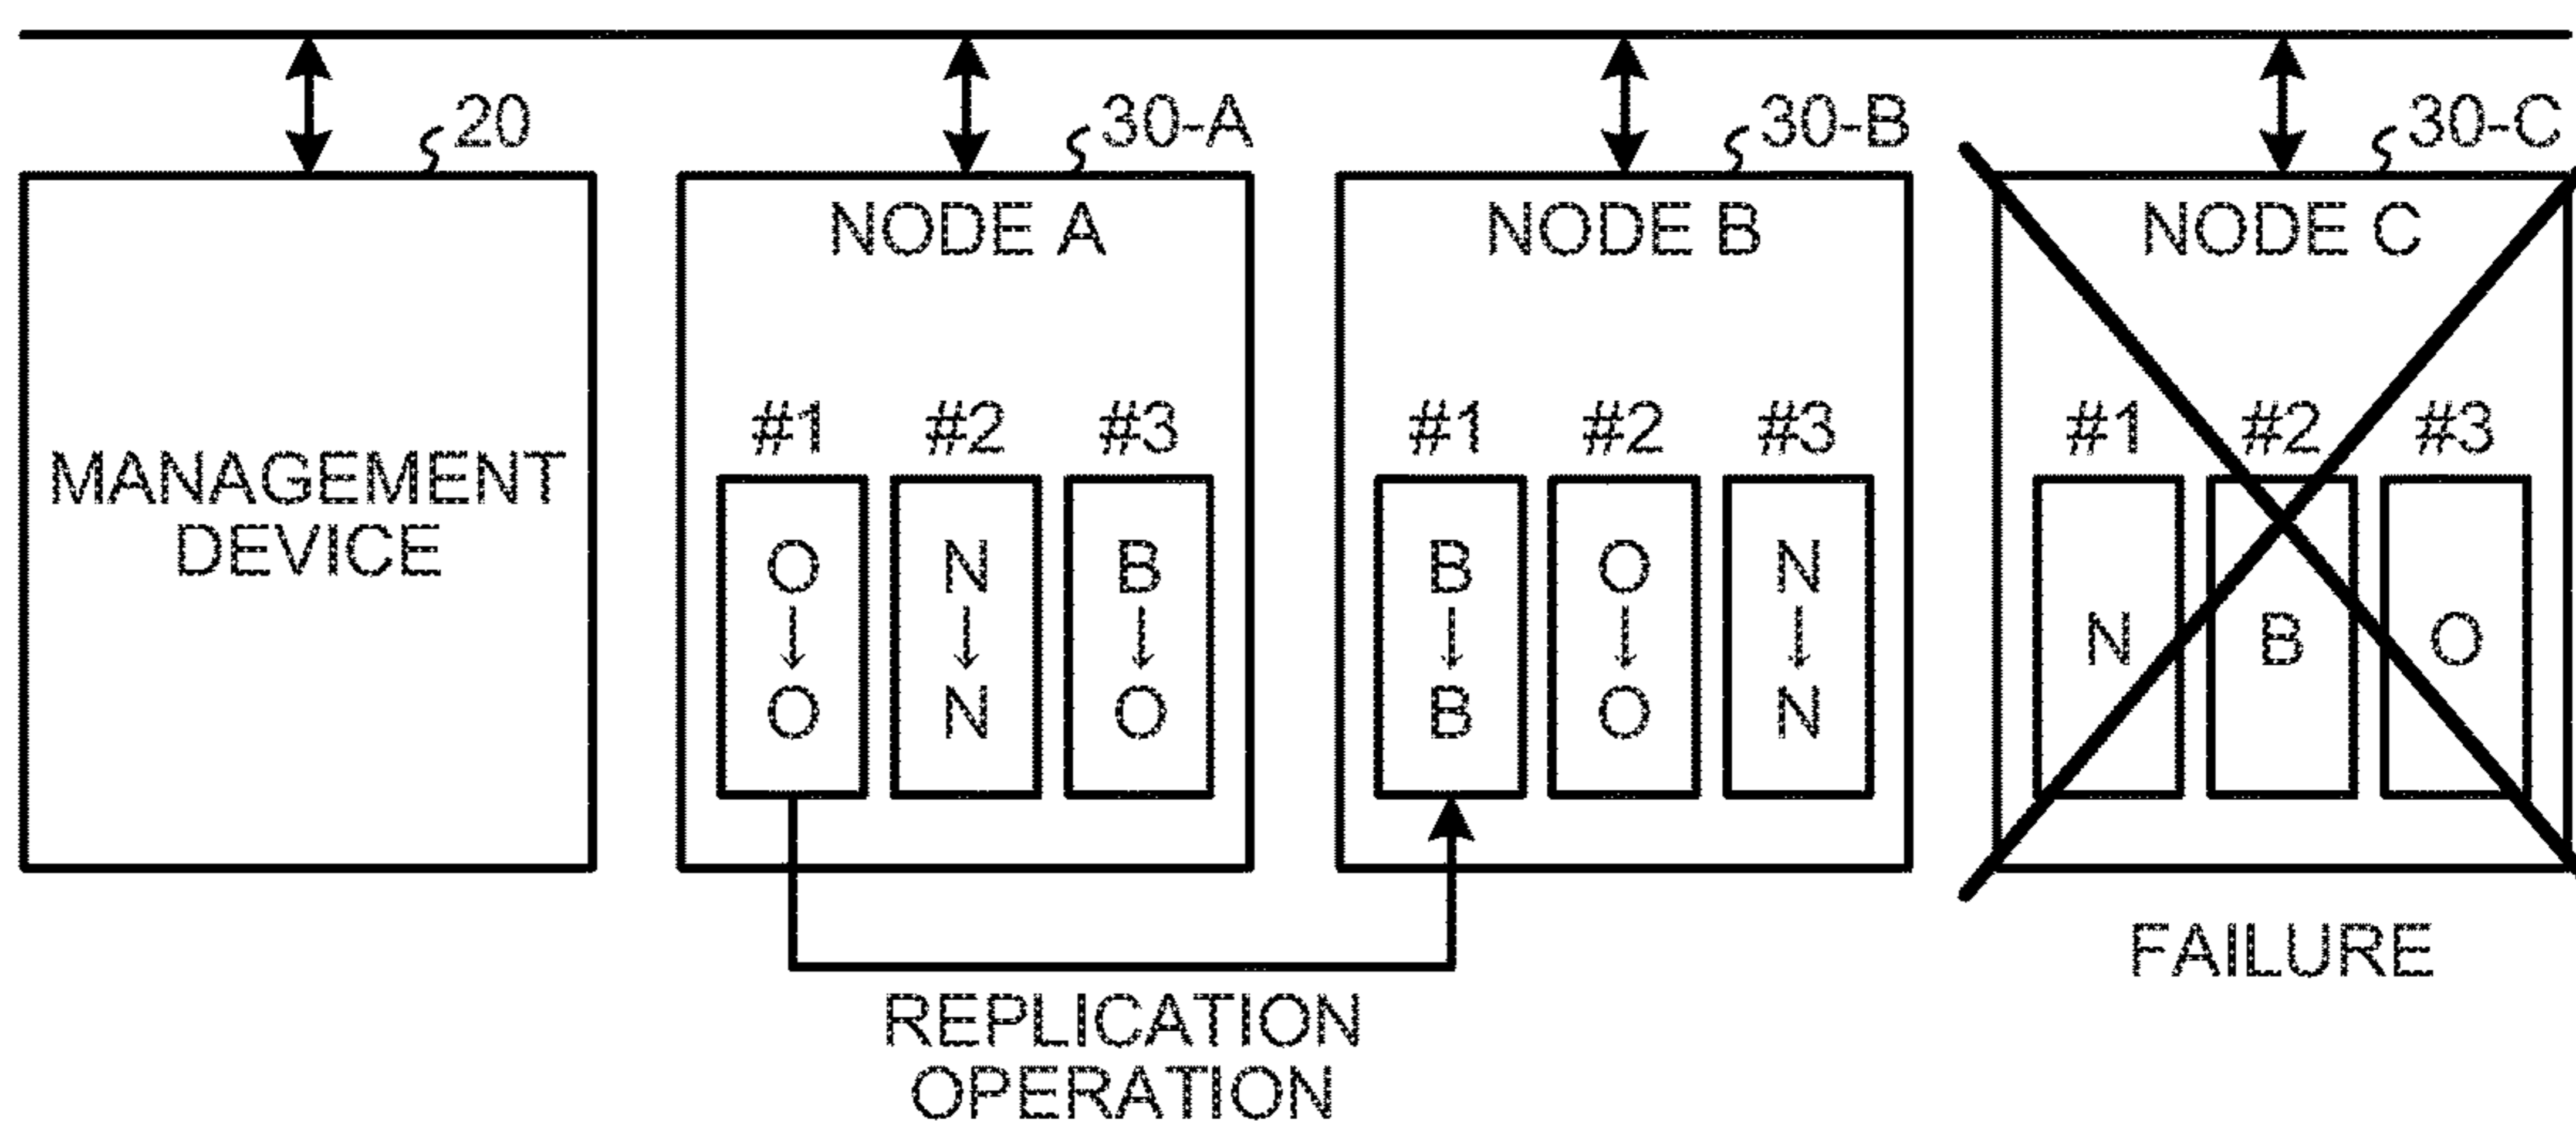 20
30-A
30-B
30-C
MANAGEMENT
DEVICE
NODE A
#1 #2 #3
O N B
↓ ↓ ↓
O N O
NODE B
#1 #2 #3
B O N
↓ ↓ ↓
B O N
NODE C
#1 #2 #3
N B O
FAILURE
REPLICATION
OPERATION